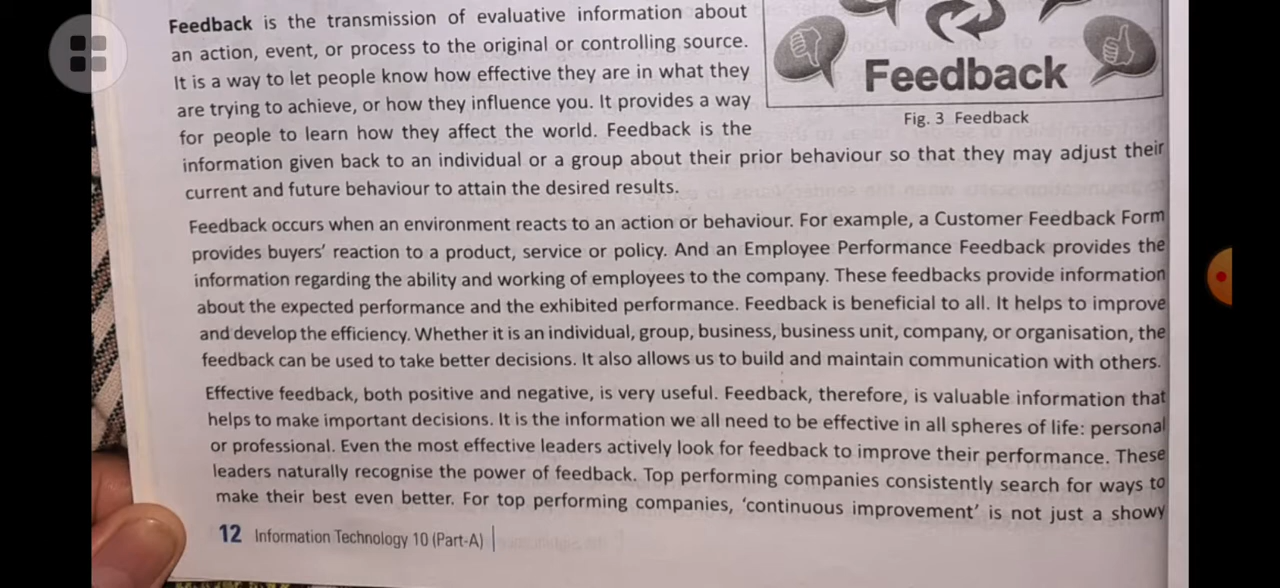 Feedback is the transmission of evaluative information about
an action, event, or process to the original or controlling source.
It is a way to let people know how effective they are in what they
are trying to achieve, or how they influence you. It provides a way
for people to learn how they affect the world. Feedback is the
information given back to an individual or a group about their prior behaviour so that they may adjust their
current and future behaviour to attain the desired results.
Feedback
Fig. 3 Feedback
Feedback occurs when an environment reacts to an action or behaviour. For example, a Customer Feedback Form
provides buyers' reaction to a product, service or policy. And an Employee Performance Feedback provides the
information regarding the ability and working of employees to the company. These feedbacks provide information
about the expected performance and the exhibited performance. Feedback is beneficial to all. It helps to improve
and develop the efficiency. Whether it is an individual, group, business, business unit, company, or organisation, the
feedback can be used to take better decisions. It also allows us to build and maintain communication with others.
Effective feedback, both positive and negative, is very useful. Feedback, therefore, is valuable information that
helps to make important decisions. It is the information we all need to be effective in all spheres of life: personal
or professional. Even the most effective leaders actively look for feedback to improve their performance. These
leaders naturally recognise the power of feedback. Top performing companies consistently search for ways to
make their best even better. For top performing companies, 'continuous improvement' is not just a showy
12 Information Technology 10 (Part-A)